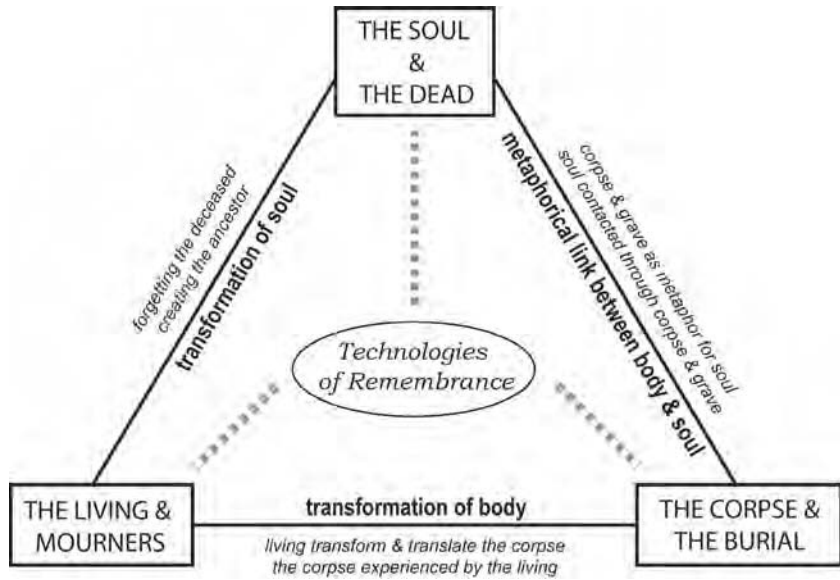 THE SOUL
&
THE DEAD
forgetting the deceased
creating the ancestor
transformation of soul
corpse & grave as metaphor for soul
soul contacted through corpse & grave
metaphorical link between body & soul
Technologies
of Remembrance
THE LIVING &
MOURNERS
transformation of body
living transform & translate the corpse
the corpse experienced by the living
THE CORPSE &
THE BURIAL